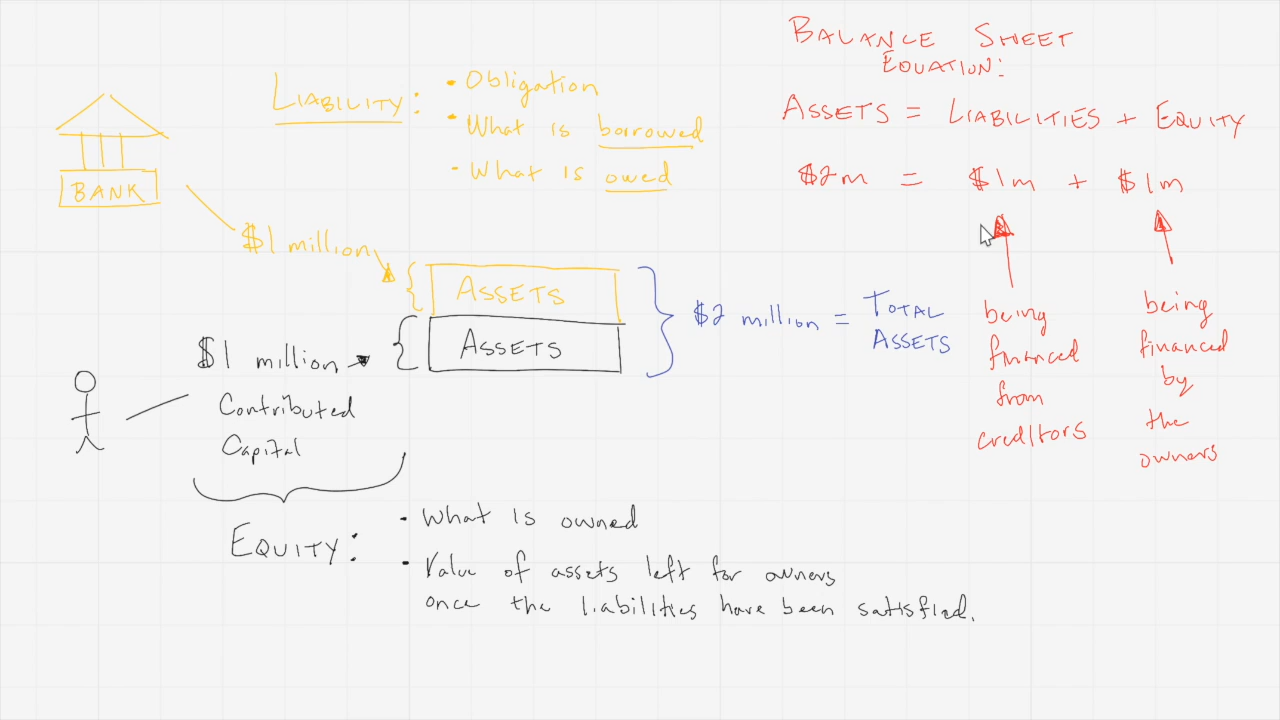 BALANCE SHEET
EQUATION:
ASSETS = LIABILITIES + EQUITY
$2m = $1m + $1m
being
financed
from
creditors
being
financed
by
the
owners
LIABILITY:
• Obligation
• What is borrowed
• What is owed
BANK
$1 million
ASSETS
ASSETS
$2 million = TOTAL
ASSETS
$1 million
Contributed
Capital
EQUITY:
• What is owned
• Value of assets left for owners
once the liabilities have been satisfied.